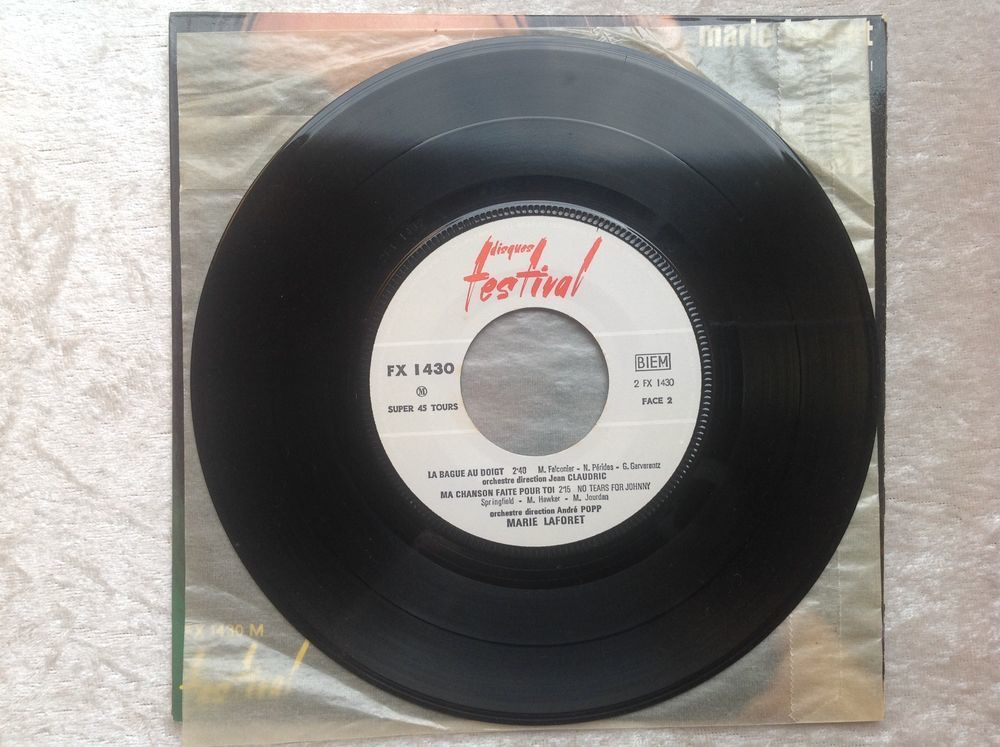 marie
disques
festival
FX 1430
BIEM
M
2 FX 1430
SUPER 45 TOURS
FACE 2
LA BAGUE AU DOIGT 2'40 M. Falconier - N. Péridès - G. Garvarentz
orchestre direction Jean CLAUDRIC
MA CHANSON FAITE POUR TOI 2'15 NO TEARS FOR JOHNNY
Springfield - M. Hawker - M. Jourdan
orchestre direction André POPP
MARIE LAFORET
FX 1430 M
festival